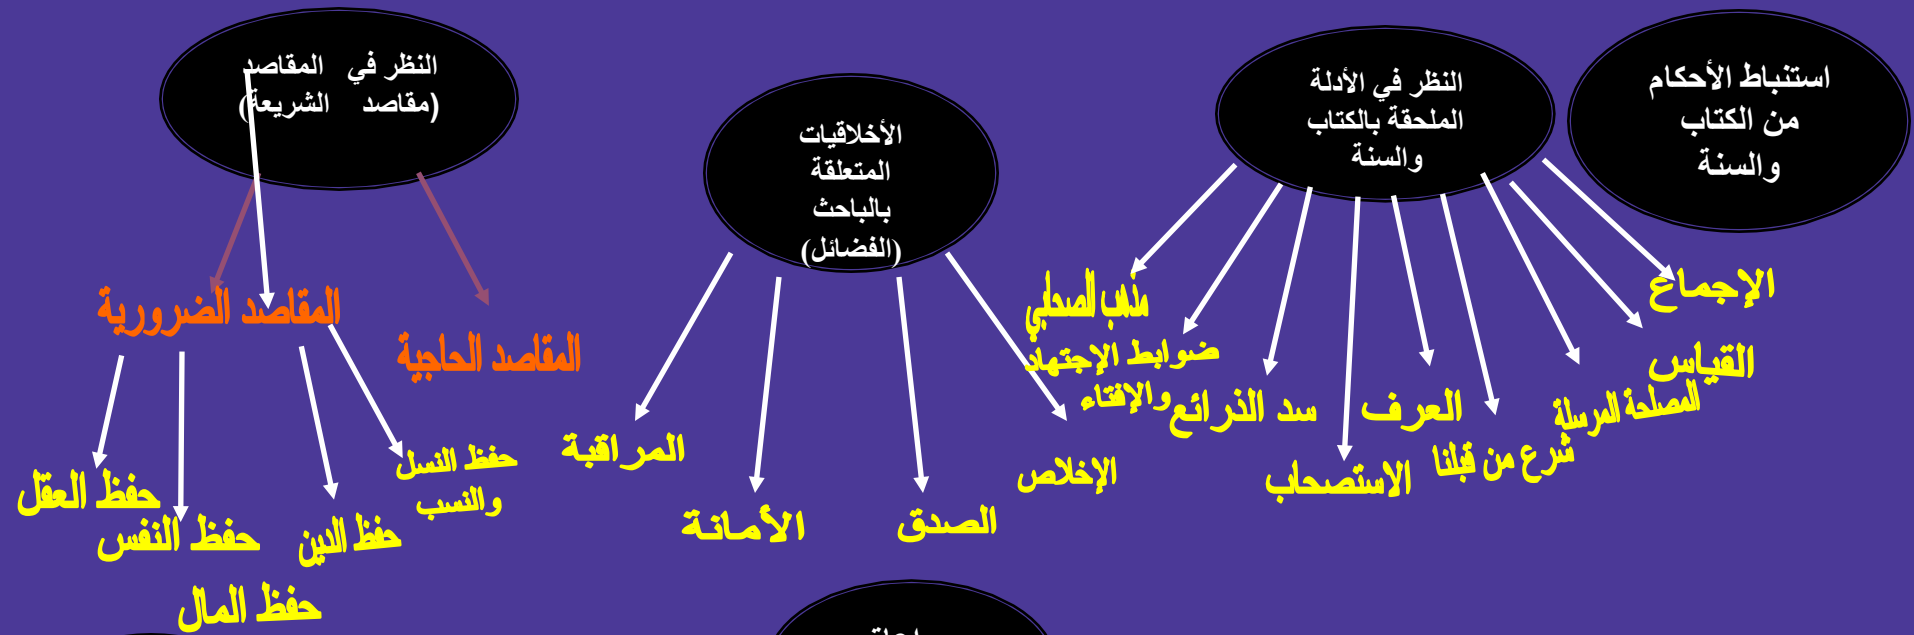 استنباط الأحكام
من الكتاب
والسنة
النظر في الأدلة
الملحقة بالكتاب
والسنة
الإجماع
القياس
المصلحة المرسلة
شرع من قبلنا
العرف
الاستصحاب
سد الذرائع
ضوابط الإجتهاد
والإفتاء
مذهب الصحابي
الأخلاقيات
المتعلقة
بالباحث
(الفضائل)
الإخلاص
الصدق
الأمانة
المراقبة
النظر في المقاصد
(مقاصد الشريعة)
المقاصد الحاجية
المقاصد الضرورية
حفظ النسل
والنسب
حفظ الدين
حفظ النفس
حفظ العقل
حفظ المال